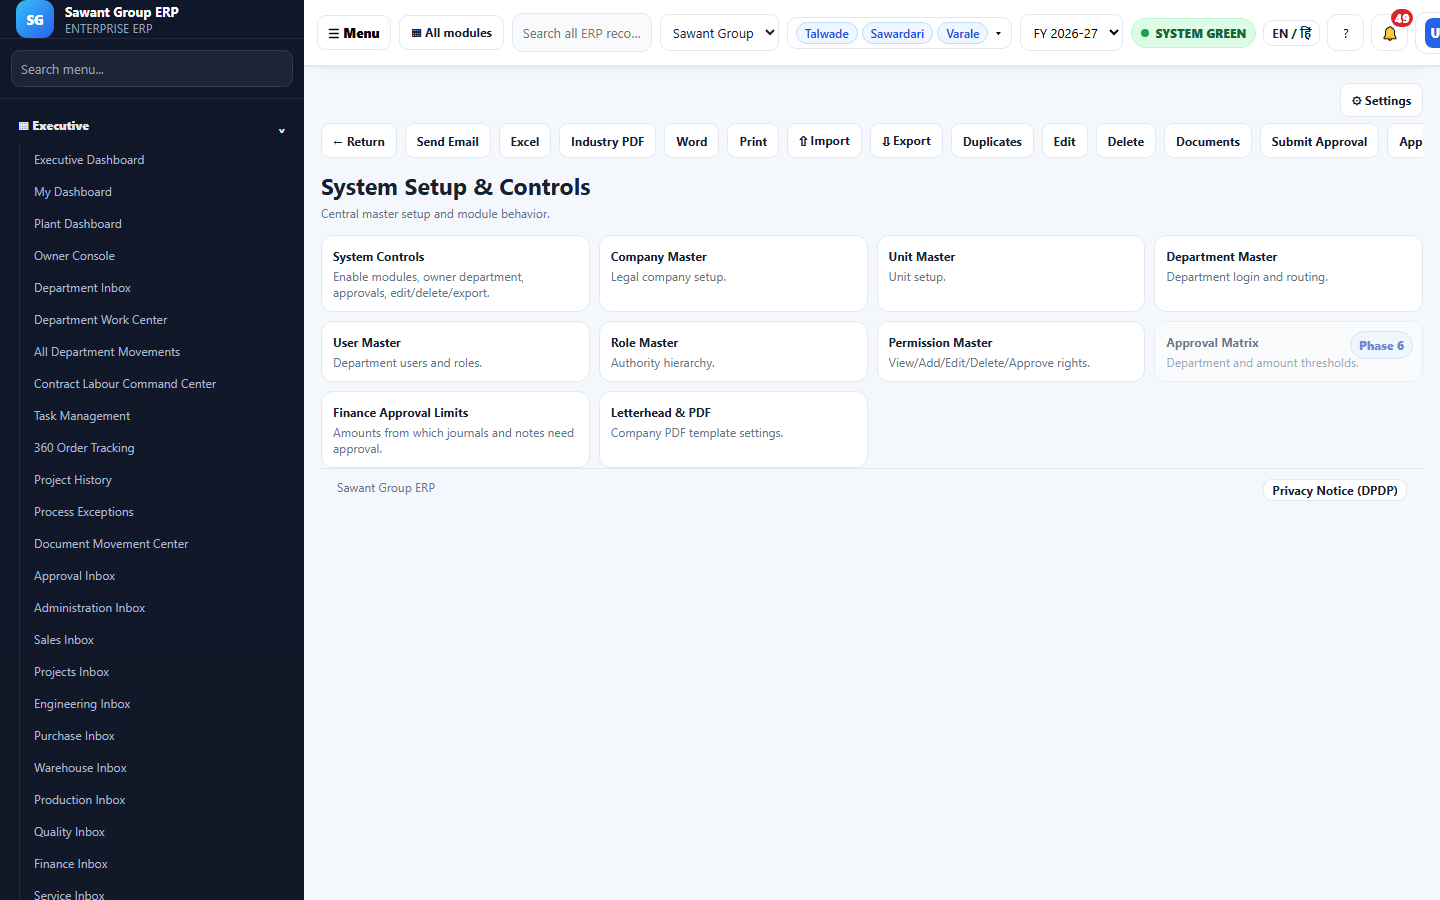 SG
Sawant Group ERP
ENTERPRISE ERP
Search menu...
Executive
Executive Dashboard
My Dashboard
Plant Dashboard
Owner Console
Department Inbox
Department Work Center
All Department Movements
Contract Labour Command Center
Task Management
360 Order Tracking
Project History
Process Exceptions
Document Movement Center
Approval Inbox
Administration Inbox
Sales Inbox
Projects Inbox
Engineering Inbox
Purchase Inbox
Warehouse Inbox
Production Inbox
Quality Inbox
Finance Inbox
Service Inbox
☰ Menu
All modules
Search all ERP reco...
Sawant Group
Talwade Sawardari Varale
FY 2026-27
SYSTEM GREEN
EN / हिं
?
49
U
⚙ Settings
← Return
Send Email
Excel
Industry PDF
Word
Print
⇧ Import
⇩ Export
Duplicates
Edit
Delete
Documents
Submit Approval
App
System Setup & Controls
Central master setup and module behavior.
System Controls
Enable modules, owner department,
approvals, edit/delete/export.
Company Master
Legal company setup.
Unit Master
Unit setup.
Department Master
Department login and routing.
User Master
Department users and roles.
Role Master
Authority hierarchy.
Permission Master
View/Add/Edit/Delete/Approve rights.
Approval Matrix
Department and amount thresholds.
Phase 6
Finance Approval Limits
Amounts from which journals and notes need
approval.
Letterhead & PDF
Company PDF template settings.
Sawant Group ERP
Privacy Notice (DPDP)